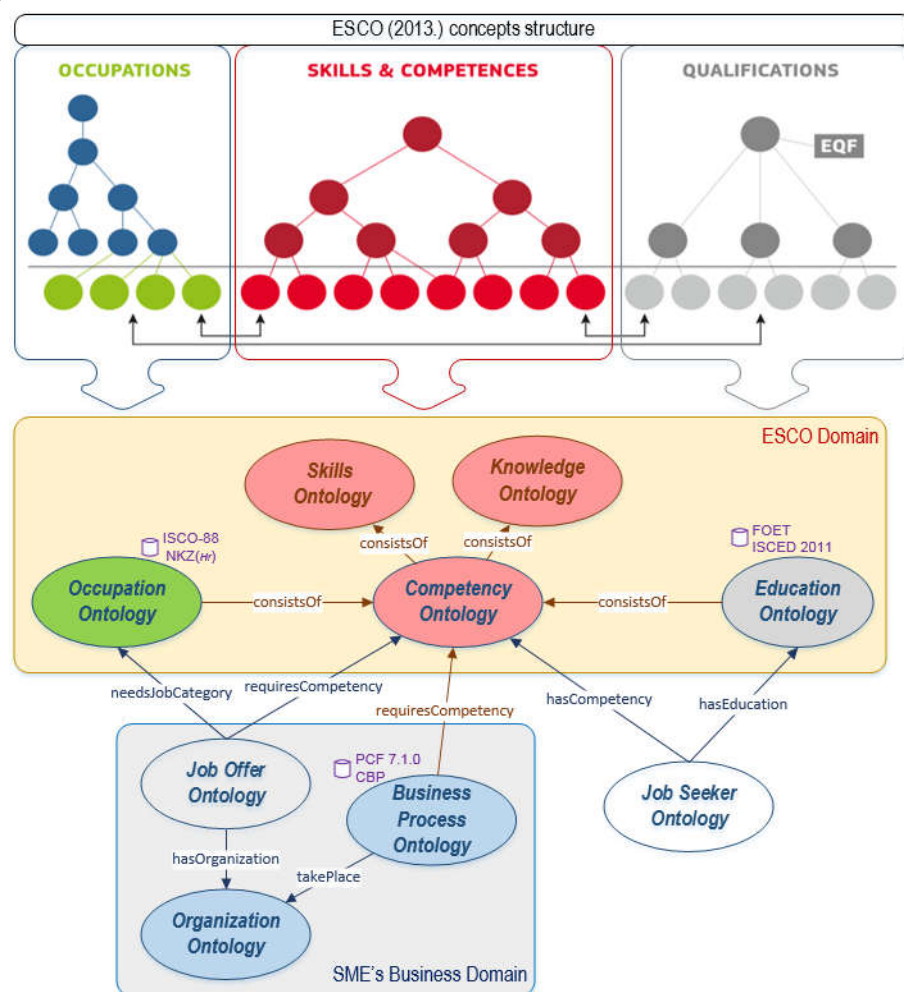 ESCO (2013.) concepts structure
OCCUPATIONS
SKILLS & COMPETENCES
QUALIFICATIONS
EQF
ESCO Domain
Skills
Ontology
Knowledge
Ontology
ISCO-88
NKZ(Hr)
consistsOf
consistsOf
FOET
ISCED 2011
Occupation
Ontology
consistsOf
Competency
Ontology
consistsOf
Education
Ontology
needsJobCategory
requiresCompetency
requiresCompetency
hasCompetency
hasEducation
Job Offer
Ontology
PCF 7.1.0
CBP
Business
Process
Ontology
Job Seeker
Ontology
hasOrganization
takePlace
Organization
Ontology
SME's Business Domain